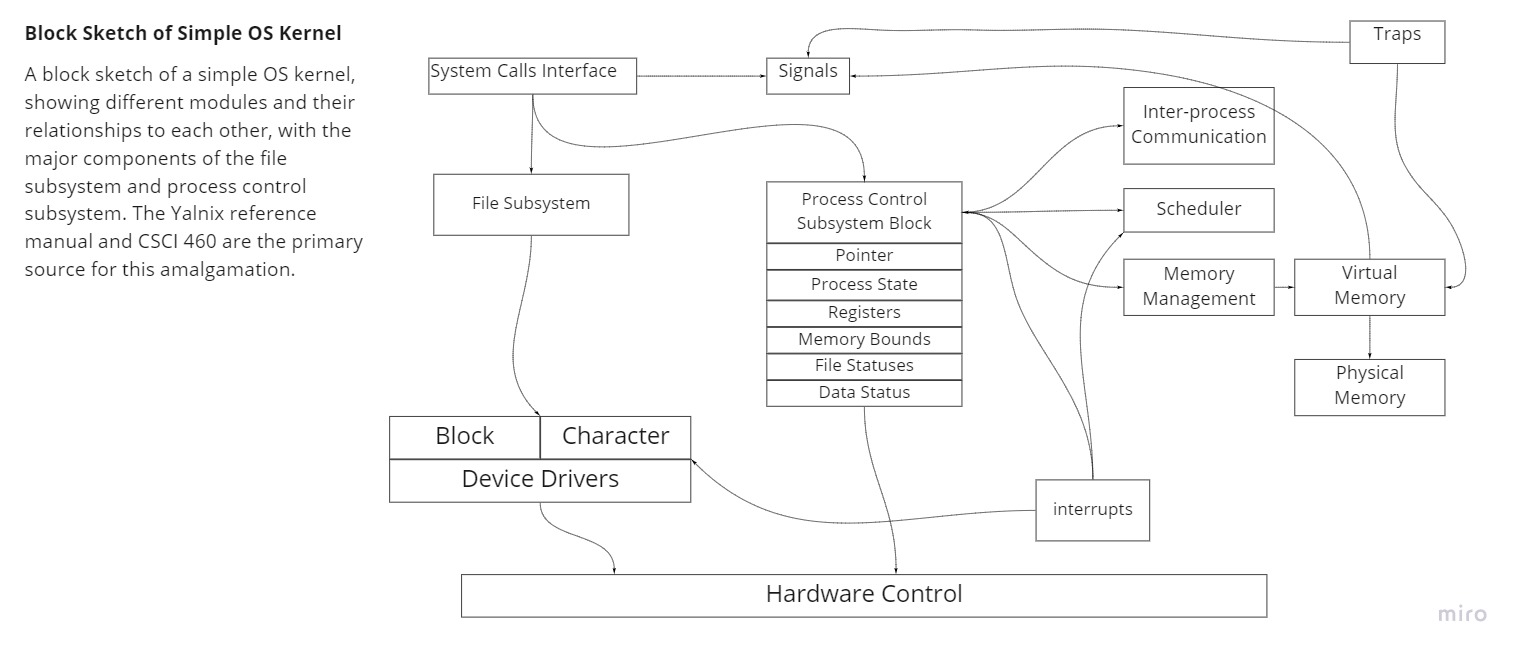 Block Sketch of Simple OS Kernel
A block sketch of a simple OS kernel,
showing different modules and their
relationships to each other, with the
major components of the file
subsystem and process control
subsystem. The Yalnix reference
manual and CSCI 460 are the primary
source for this amalgamation.
System Calls Interface
Signals
Traps
Inter-process
Communication
File Subsystem
Process Control
Subsystem Block
Pointer
Process State
Registers
Memory Bounds
File Statuses
Data Status
Scheduler
Memory
Management
Virtual
Memory
Physical
Memory
Block
Character
Device Drivers
interrupts
Hardware Control
miro